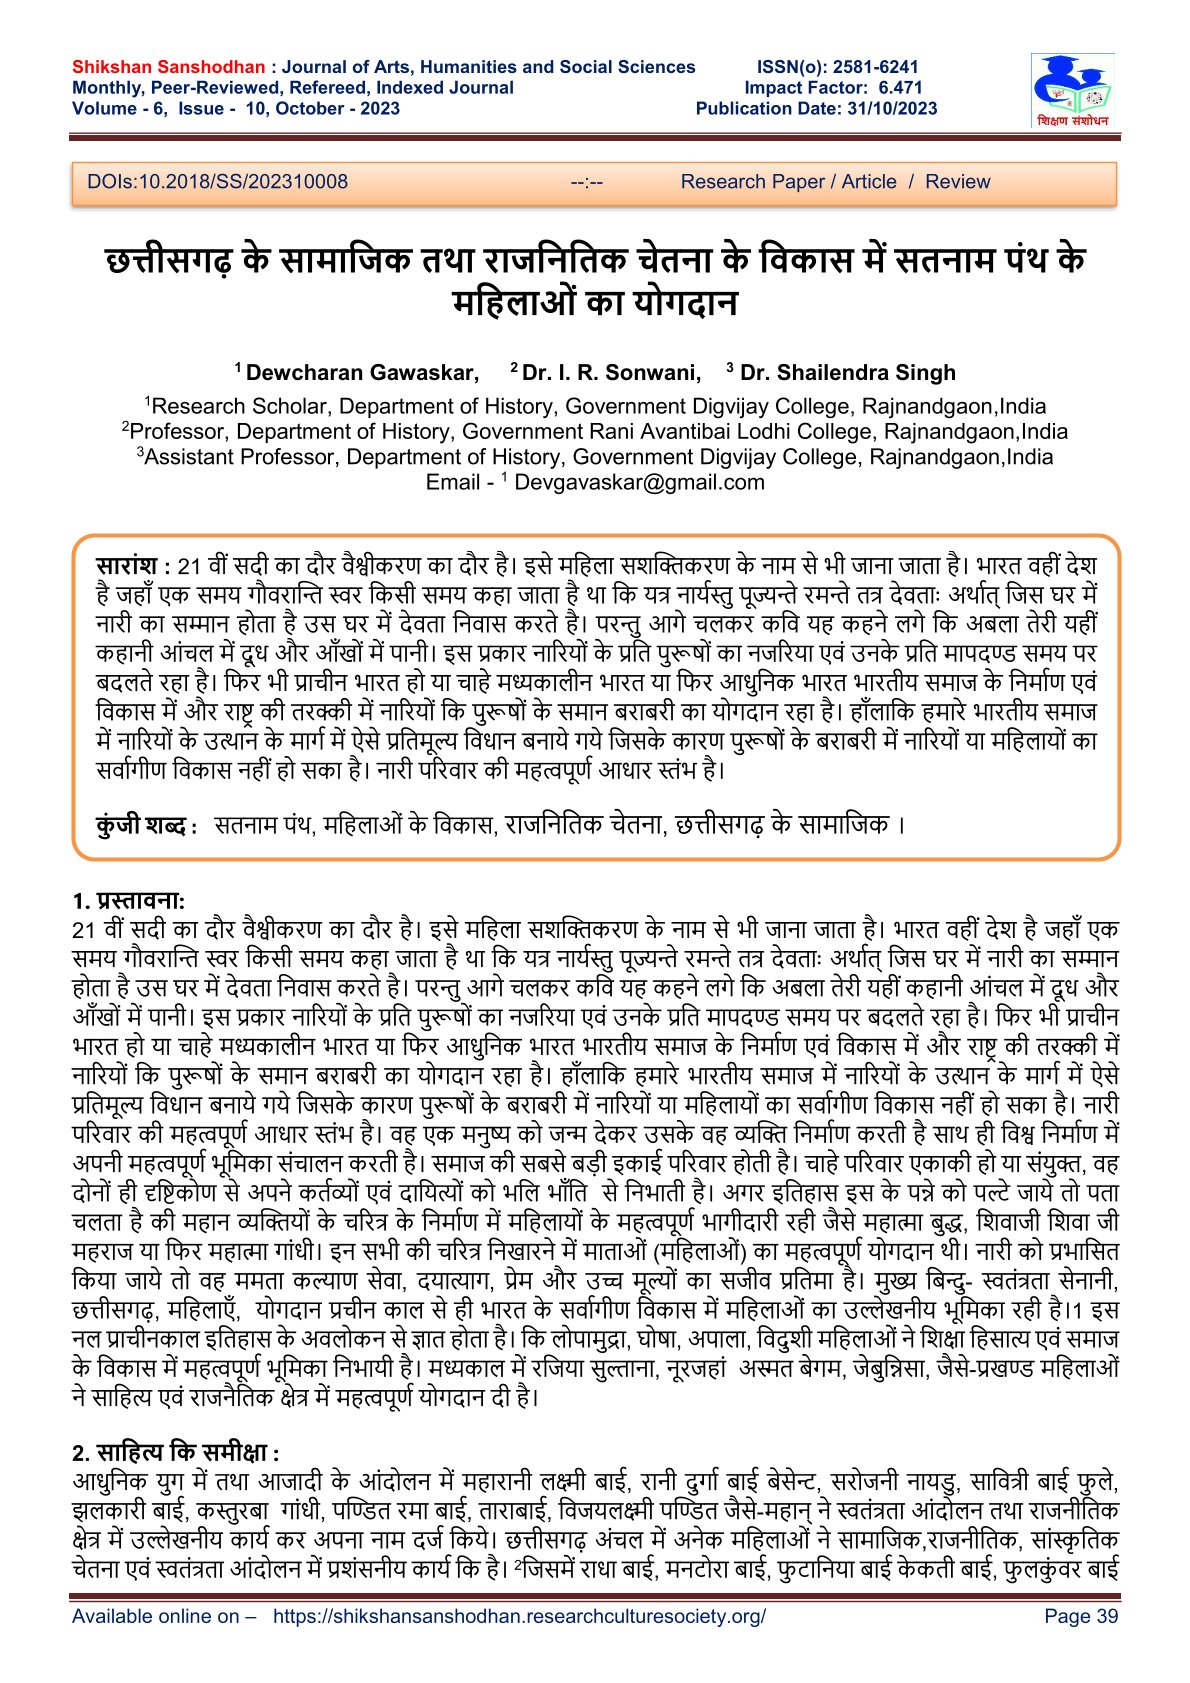 Shikshan Sanshodhan : Journal of Arts, Humanities and Social Sciences ISSN(o): 2581-6241
Monthly, Peer-Reviewed, Refereed, Indexed Journal Impact Factor: 6.471
Volume - 6, Issue - 10, October - 2023 Publication Date: 31/10/2023
शिक्षण संशोधन
DOIs:10.2018/SS/202310008 --:-- Research Paper / Article / Review
छत्तीसगढ़ के सामाजिक तथा राजनितिक चेतना के विकास में सतनाम पंथ के
महिलाओं का योगदान
1 Dewcharan Gawaskar, 2 Dr. I. R. Sonwani, 3 Dr. Shailendra Singh
1Research Scholar, Department of History, Government Digvijay College, Rajnandgaon,India
2Professor, Department of History, Government Rani Avantibai Lodhi College, Rajnandgaon,India
3Assistant Professor, Department of History, Government Digvijay College, Rajnandgaon,India
Email - 1 Devgavaskar@gmail.com
सारांश : 21 वीं सदी का दौर वैश्वीकरण का दौर है। इसे महिला सशक्तिकरण के नाम से भी जाना जाता है। भारत वहीं देश
है जहाँ एक समय गौवरान्ति स्वर किसी समय कहा जाता है था कि यत्र नार्यस्तु पूज्यन्ते रमन्ते तत्र देवताः अर्थात् जिस घर में
नारी का सम्मान होता है उस घर में देवता निवास करते है। परन्तु आगे चलकर कवि यह कहने लगे कि अबला तेरी यहीं
कहानी आंचल में दूध और आँखों में पानी। इस प्रकार नारियों के प्रति पुरूषों का नजरिया एवं उनके प्रति मापदण्ड समय पर
बदलते रहा है। फिर भी प्राचीन भारत हो या चाहे मध्यकालीन भारत या फिर आधुनिक भारत भारतीय समाज के निर्माण एवं
विकास में और राष्ट्र की तरक्की में नारियों कि पुरूषों के समान बराबरी का योगदान रहा है। हाँलाकि हमारे भारतीय समाज
में नारियों के उत्थान के मार्ग में ऐसे प्रतिमूल्य विधान बनाये गये जिसके कारण पुरूषों के बराबरी में नारियों या महिलायों का
सर्वागीण विकास नहीं हो सका है। नारी परिवार की महत्वपूर्ण आधार स्तंभ है।
कुंजी शब्द : सतनाम पंथ, महिलाओं के विकास, राजनितिक चेतना, छत्तीसगढ़ के सामाजिक ।
1. प्रस्तावना:
21 वीं सदी का दौर वैश्वीकरण का दौर है। इसे महिला सशक्तिकरण के नाम से भी जाना जाता है। भारत वहीं देश है जहाँ एक
समय गौवरान्ति स्वर किसी समय कहा जाता है था कि यत्र नार्यस्तु पूज्यन्ते रमन्ते तत्र देवताः अर्थात् जिस घर में नारी का सम्मान
होता है उस घर में देवता निवास करते है। परन्तु आगे चलकर कवि यह कहने लगे कि अबला तेरी यहीं कहानी आंचल में दूध और
आँखों में पानी। इस प्रकार नारियों के प्रति पुरूषों का नजरिया एवं उनके प्रति मापदण्ड समय पर बदलते रहा है। फिर भी प्राचीन
भारत हो या चाहे मध्यकालीन भारत या फिर आधुनिक भारत भारतीय समाज के निर्माण एवं विकास में और राष्ट्र की तरक्की में
नारियों कि पुरूषों के समान बराबरी का योगदान रहा है। हाँलाकि हमारे भारतीय समाज में नारियों के उत्थान के मार्ग में ऐसे
प्रतिमूल्य विधान बनाये गये जिसके कारण पुरूषों के बराबरी में नारियों या महिलायों का सर्वागीण विकास नहीं हो सका है। नारी
परिवार की महत्वपूर्ण आधार स्तंभ है। वह एक मनुष्य को जन्म देकर उसके वह व्यक्ति निर्माण करती है साथ ही विश्व निर्माण में
अपनी महत्वपूर्ण भूमिका संचालन करती है। समाज की सबसे बड़ी इकाई परिवार होती है। चाहे परिवार एकाकी हो या संयुक्त, वह
दोनों ही दृष्टिकोण से अपने कर्तव्यों एवं दायित्यों को भलि भाँति से निभाती है। अगर इतिहास इस के पन्ने को पल्टे जाये तो पता
चलता है की महान व्यक्तियों के चरित्र के निर्माण में महिलायों के महत्वपूर्ण भागीदारी रही जैसे महात्मा बुद्ध, शिवाजी शिवा जी
महराज या फिर महात्मा गांधी। इन सभी की चरित्र निखारने में माताओं (महिलाओं) का महत्वपूर्ण योगदान थी। नारी को प्रभासित
किया जाये तो वह ममता कल्याण सेवा, दयात्याग, प्रेम और उच्च मूल्यों का सजीव प्रतिमा है। मुख्य बिन्दु- स्वतंत्रता सेनानी,
छत्तीसगढ़, महिलाएँ, योगदान प्रचीन काल से ही भारत के सर्वागीण विकास में महिलाओं का उल्लेखनीय भूमिका रही है।1 इस
नल प्राचीनकाल इतिहास के अवलोकन से ज्ञात होता है। कि लोपामुद्रा, घोषा, अपाला, विदुशी महिलाओं ने शिक्षा हिसात्य एवं समाज
के विकास में महत्वपूर्ण भूमिका निभायी है। मध्यकाल में रजिया सुल्ताना, नूरजहां अस्मत बेगम, जेबुन्निसा, जैसे-प्रखण्ड महिलाओं
ने साहित्य एवं राजनैतिक क्षेत्र में महत्वपूर्ण योगदान दी है।
2. साहित्य कि समीक्षा :
आधुनिक युग में तथा आजादी के आंदोलन में महारानी लक्ष्मी बाई, रानी दुर्गा बाई बेसेन्ट, सरोजनी नायडु, सावित्री बाई फुले,
झलकारी बाई, कस्तुरबा गांधी, पण्डित रमा बाई, ताराबाई, विजयलक्ष्मी पण्डित जैसे-महान् ने स्वतंत्रता आंदोलन तथा राजनीतिक
क्षेत्र में उल्लेखनीय कार्य कर अपना नाम दर्ज किये। छत्तीसगढ़ अंचल में अनेक महिलाओं ने सामाजिक,राजनीतिक, सांस्कृतिक
चेतना एवं स्वतंत्रता आंदोलन में प्रशंसनीय कार्य कि है। 2जिसमें राधा बाई, मनटोरा बाई, फुटानिया बाई केकती बाई, फुलकुंवर बाई
Available online on – https://shikshansanshodhan.researchculturesociety.org/ Page 39